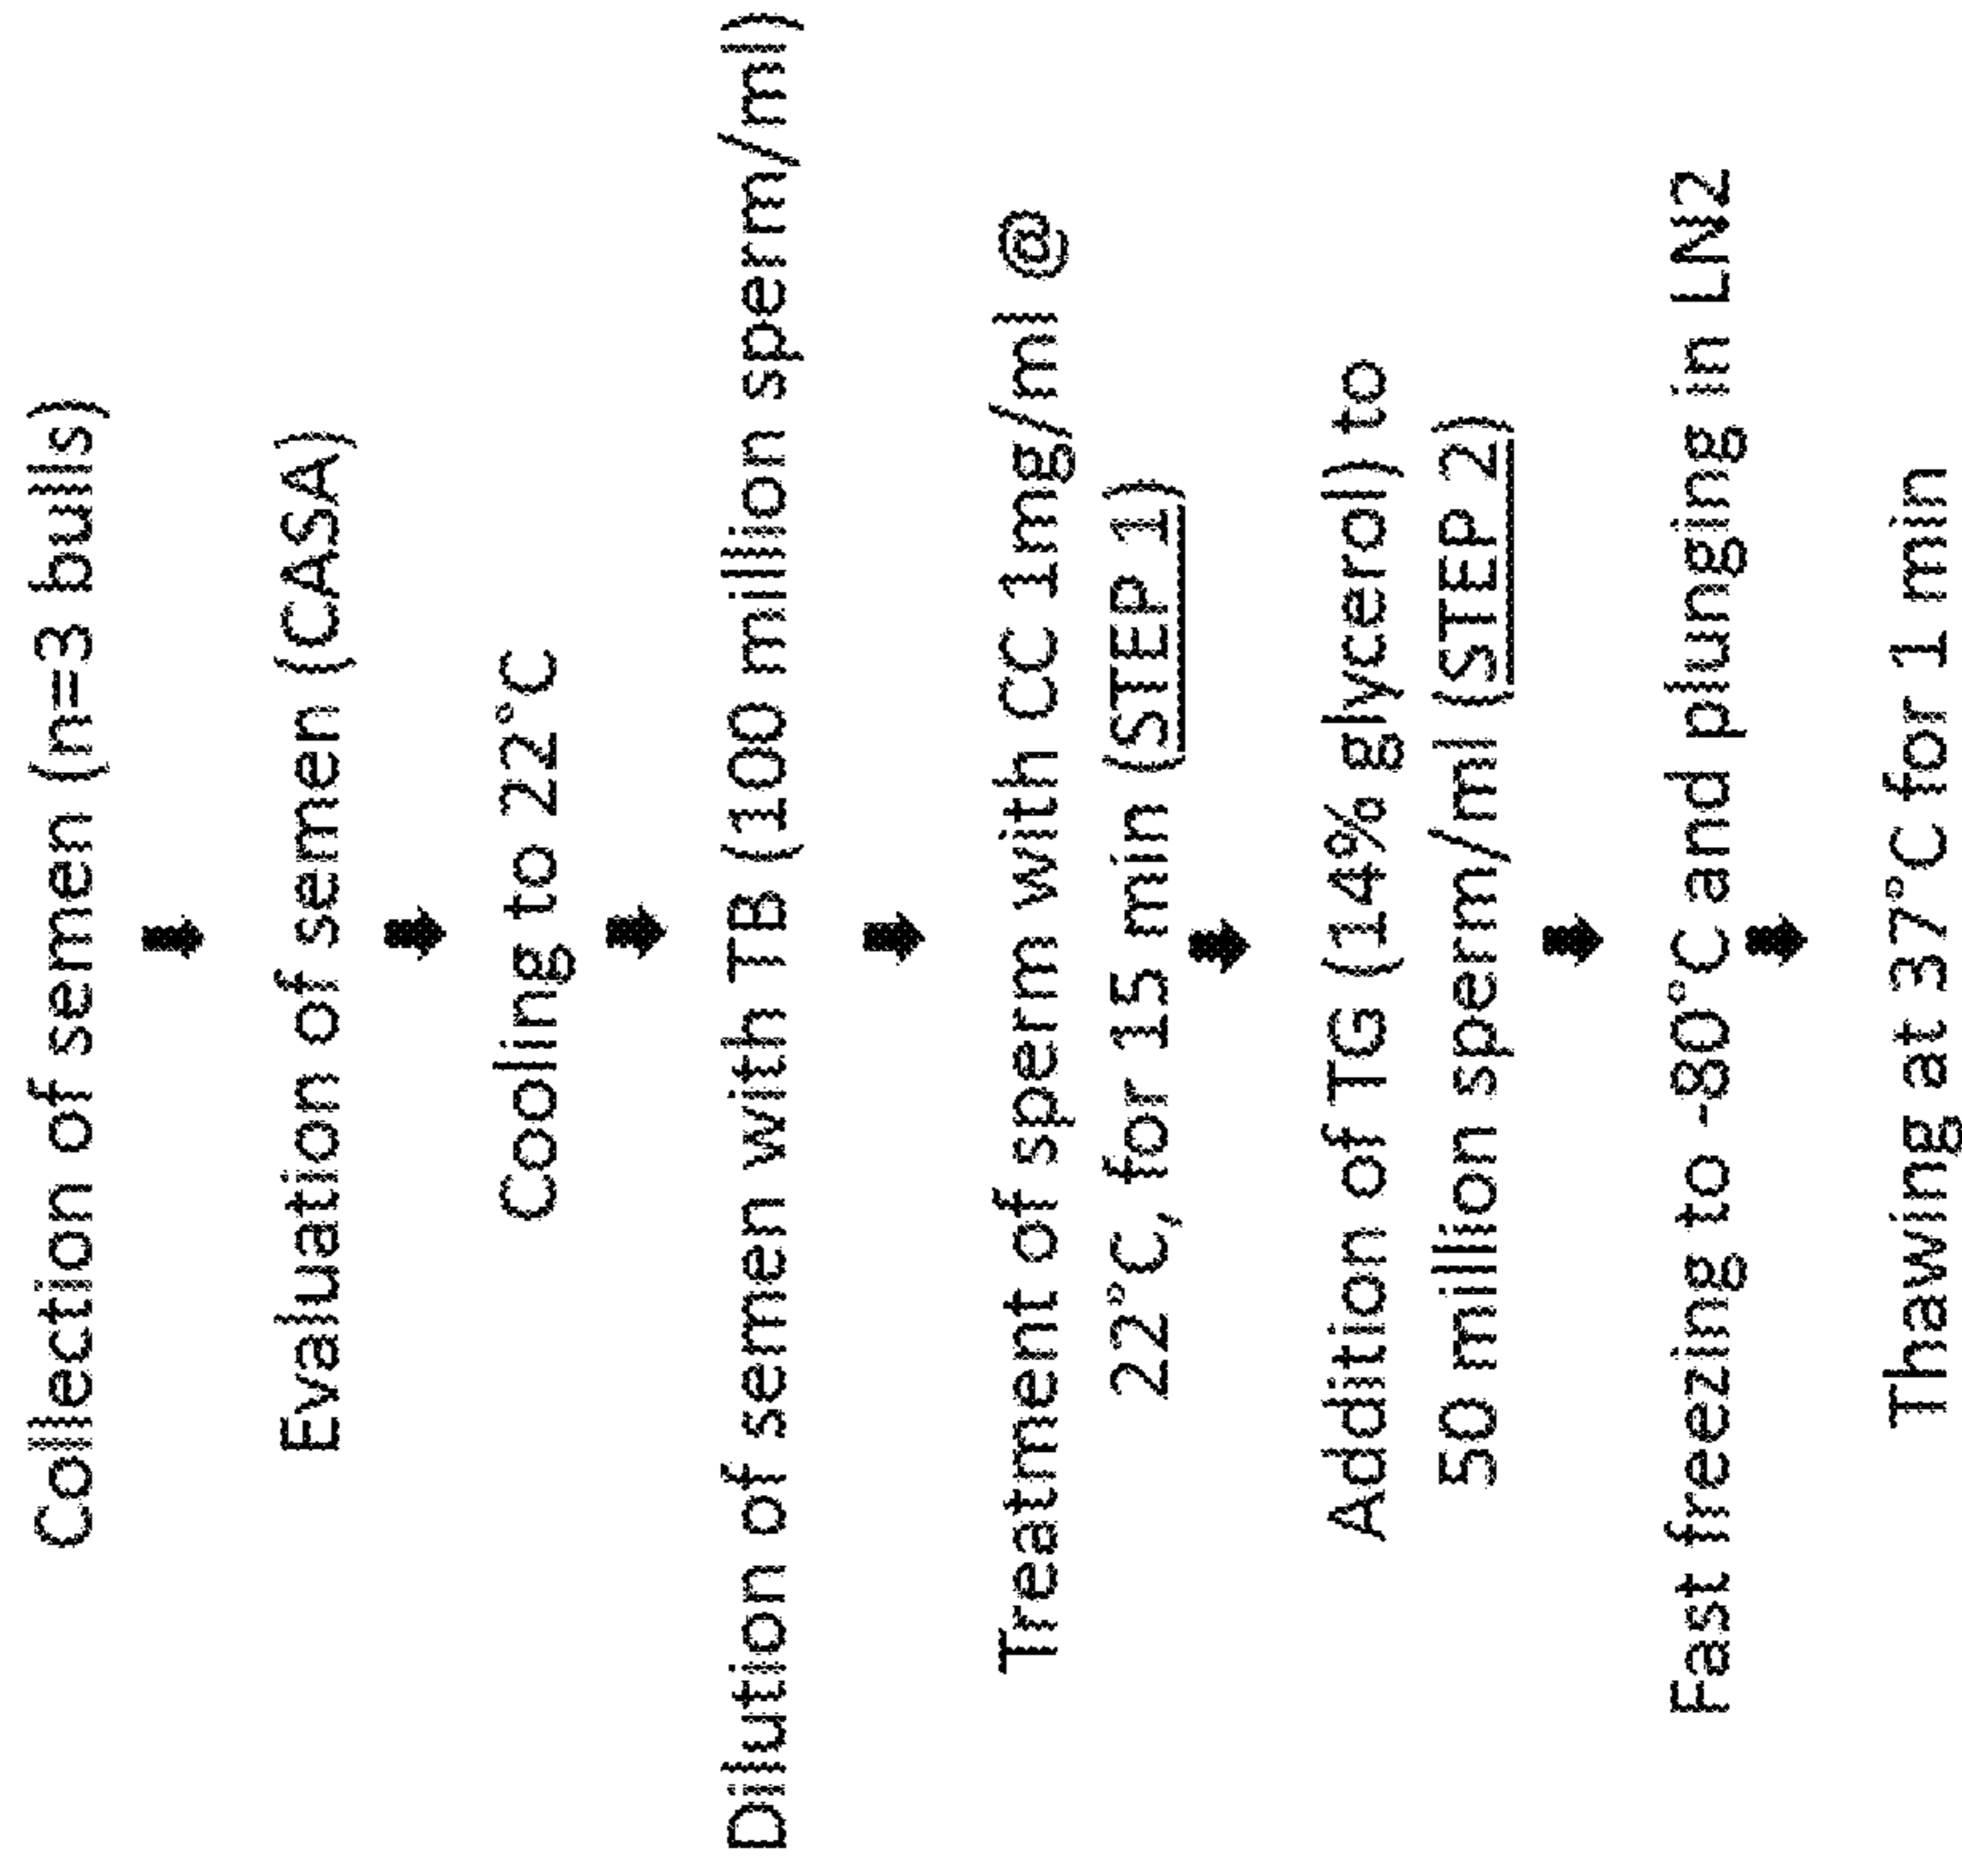 Collection of semen (n=3 bulls)
Evaluation of semen (CASA)
Cooling to 22°C
Dilution of semen with TB (100 million sperm/ml)
Treatment of sperm with CC 1mg/ml @
22°C, for 15 min (STEP 1)
Addition of TG (14% glycerol) to
50 million sperm/ml (STEP 2)
Fast freezing to -80°C and plunging in LN2
Thawing at 37°C for 1 min